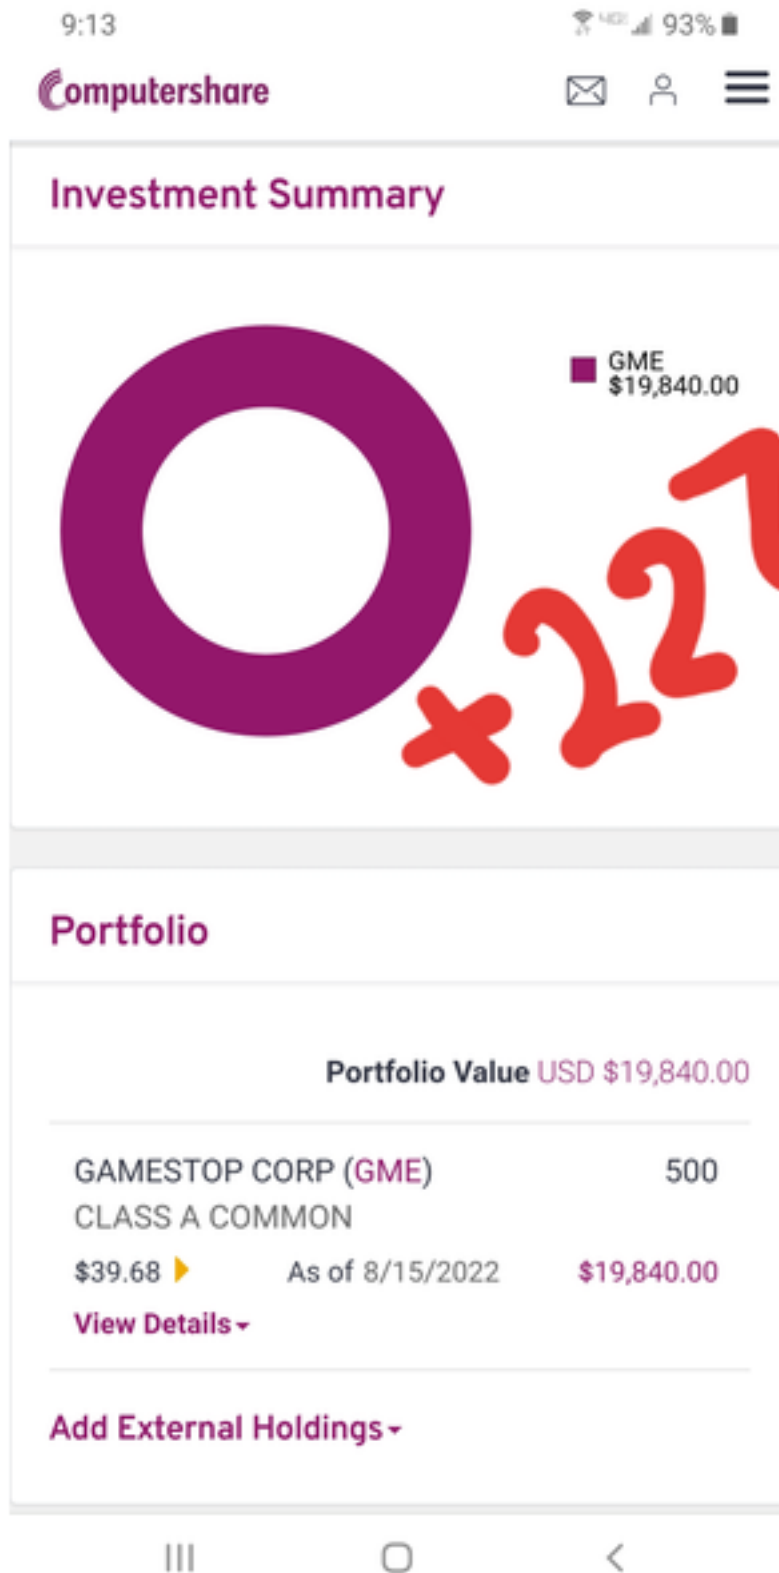 9:13 93%
Computershare
Investment Summary
GME
$19,840.00
+227
Portfolio
Portfolio Value USD $19,840.00
GAMESTOP CORP (GME) 500
CLASS A COMMON
$39.68 As of 8/15/2022 $19,840.00
View Details
Add External Holdings